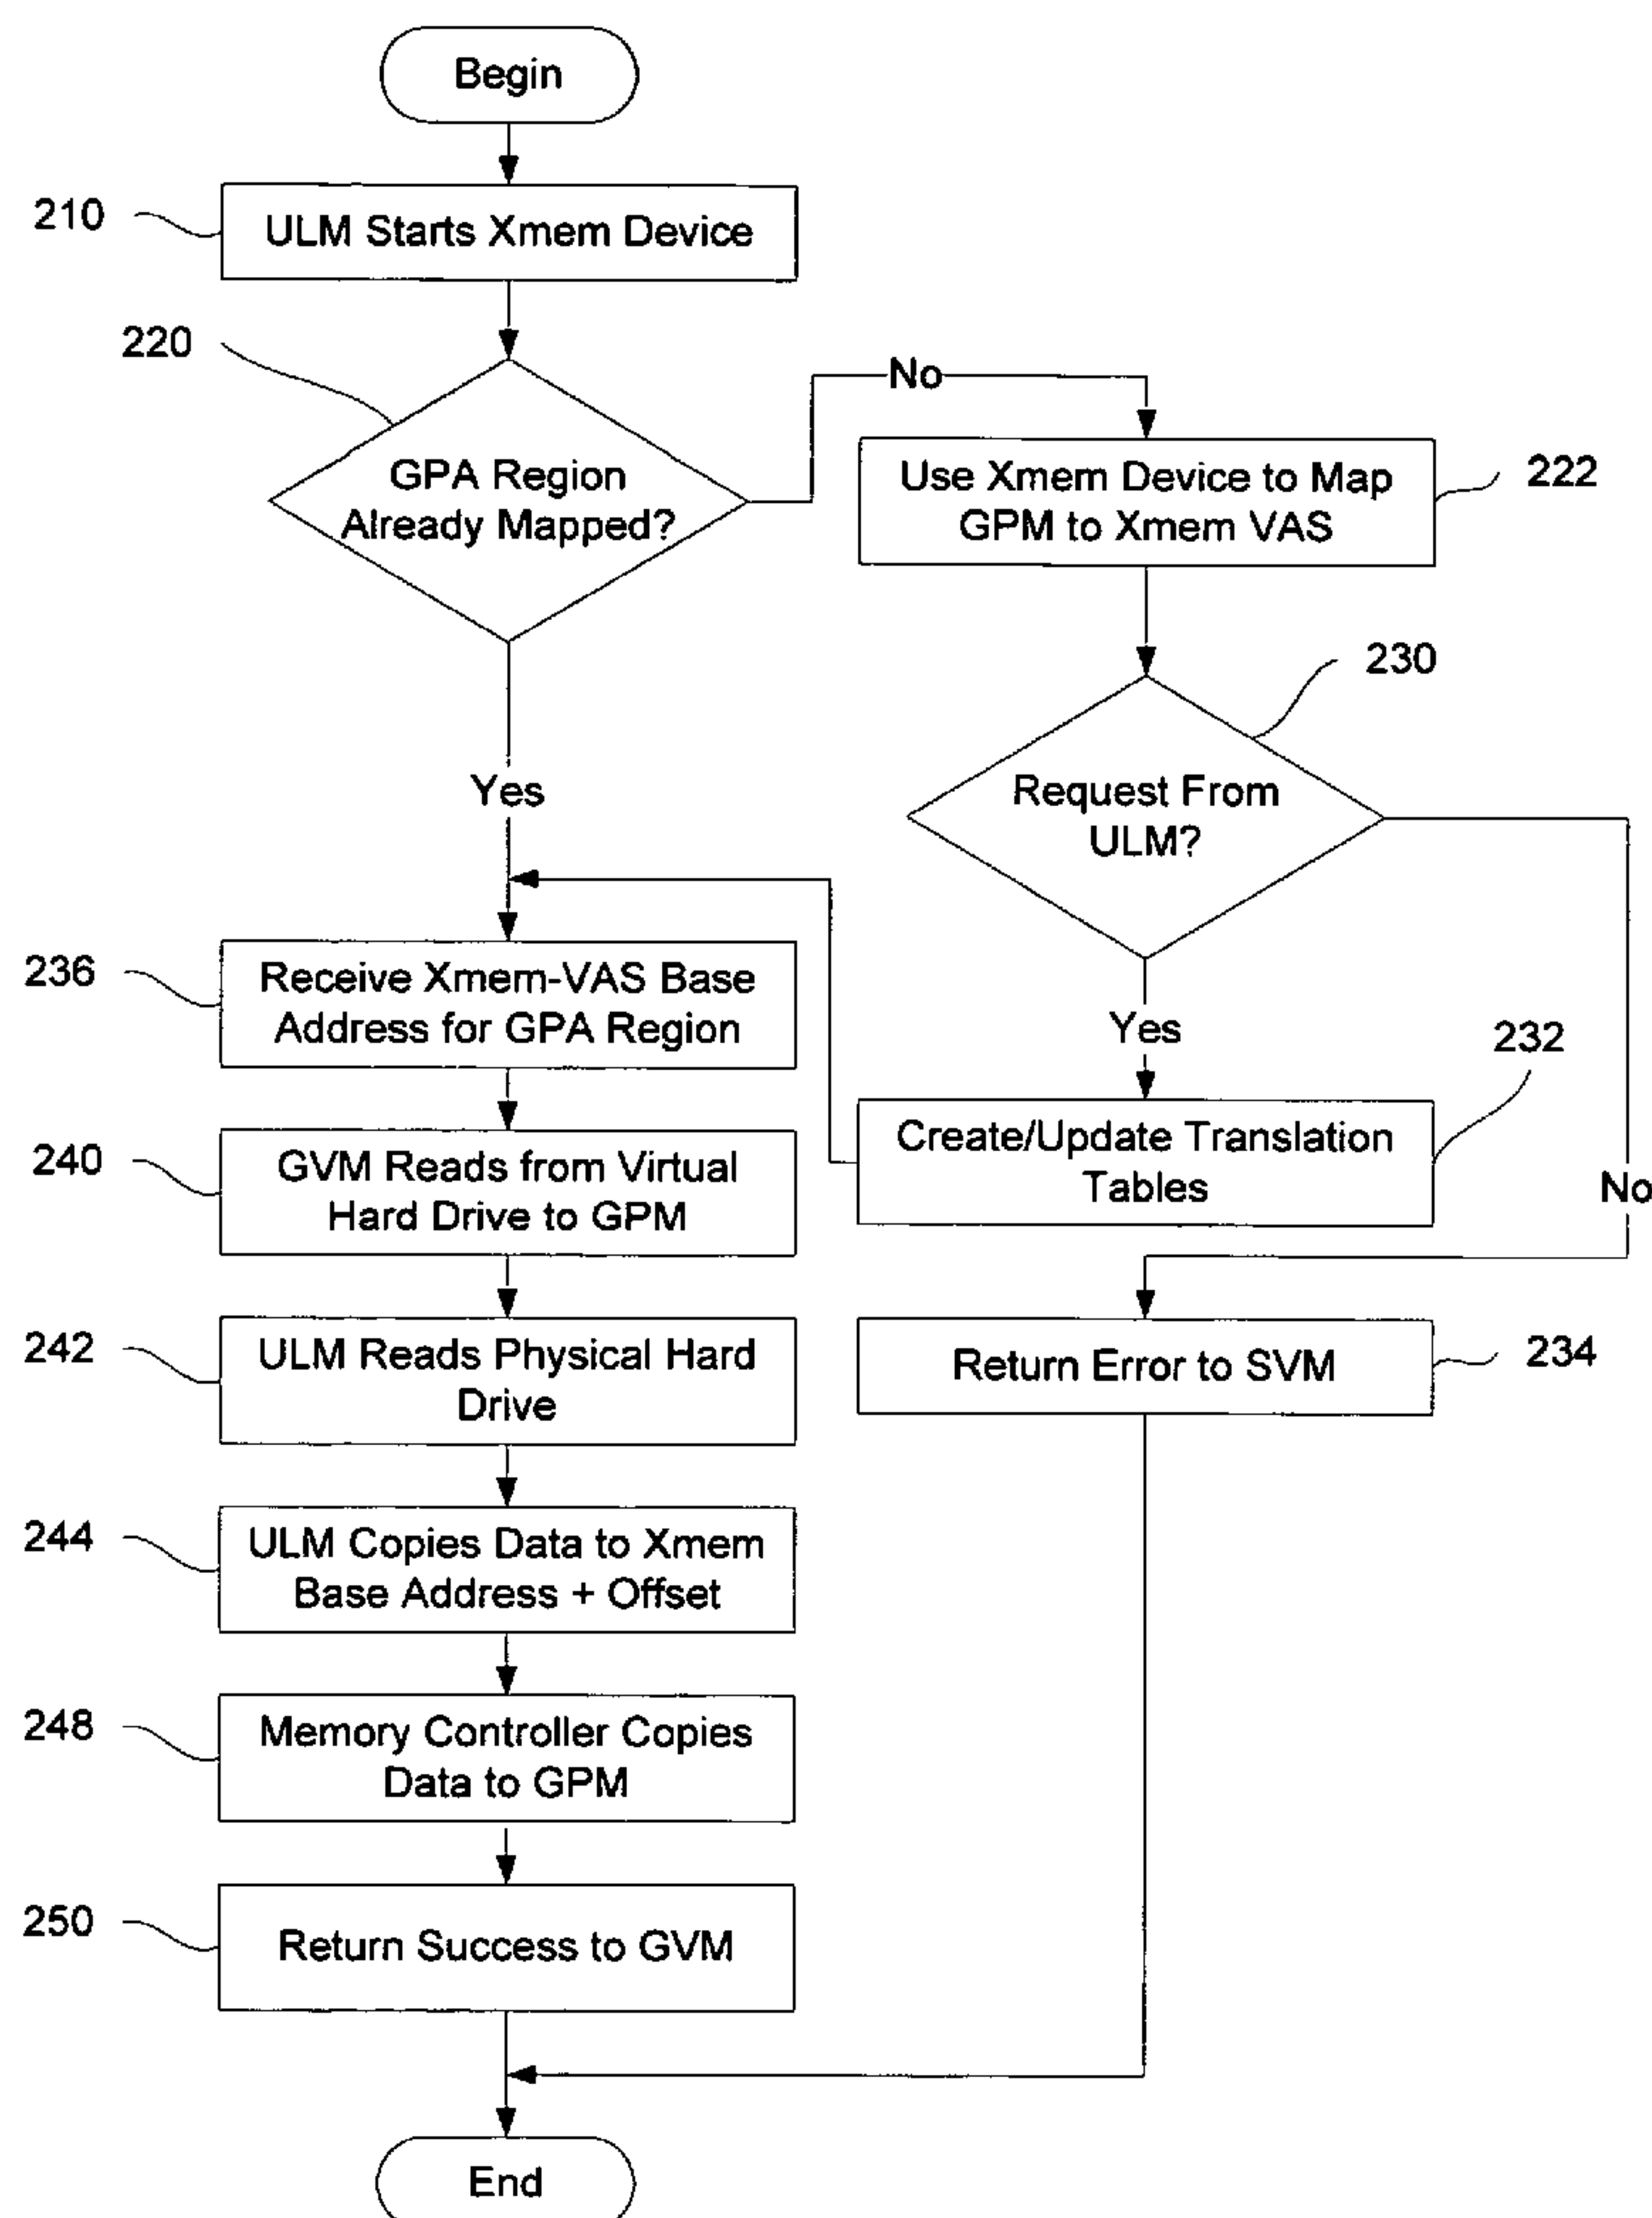 Begin
210
ULM Starts Xmem Device
220
GPA Region
Already Mapped?
No
Use Xmem Device to Map
GPM to Xmem VAS
222
230
Request From
ULM?
Yes
Yes
No
236
Receive Xmem-VAS Base
Address for GPA Region
232
Create/Update Translation
Tables
240
GVM Reads from Virtual
Hard Drive to GPM
242
ULM Reads Physical Hard
Drive
Return Error to SVM
234
244
ULM Copies Data to Xmem
Base Address + Offset
248
Memory Controller Copies
Data to GPM
250
Return Success to GVM
End